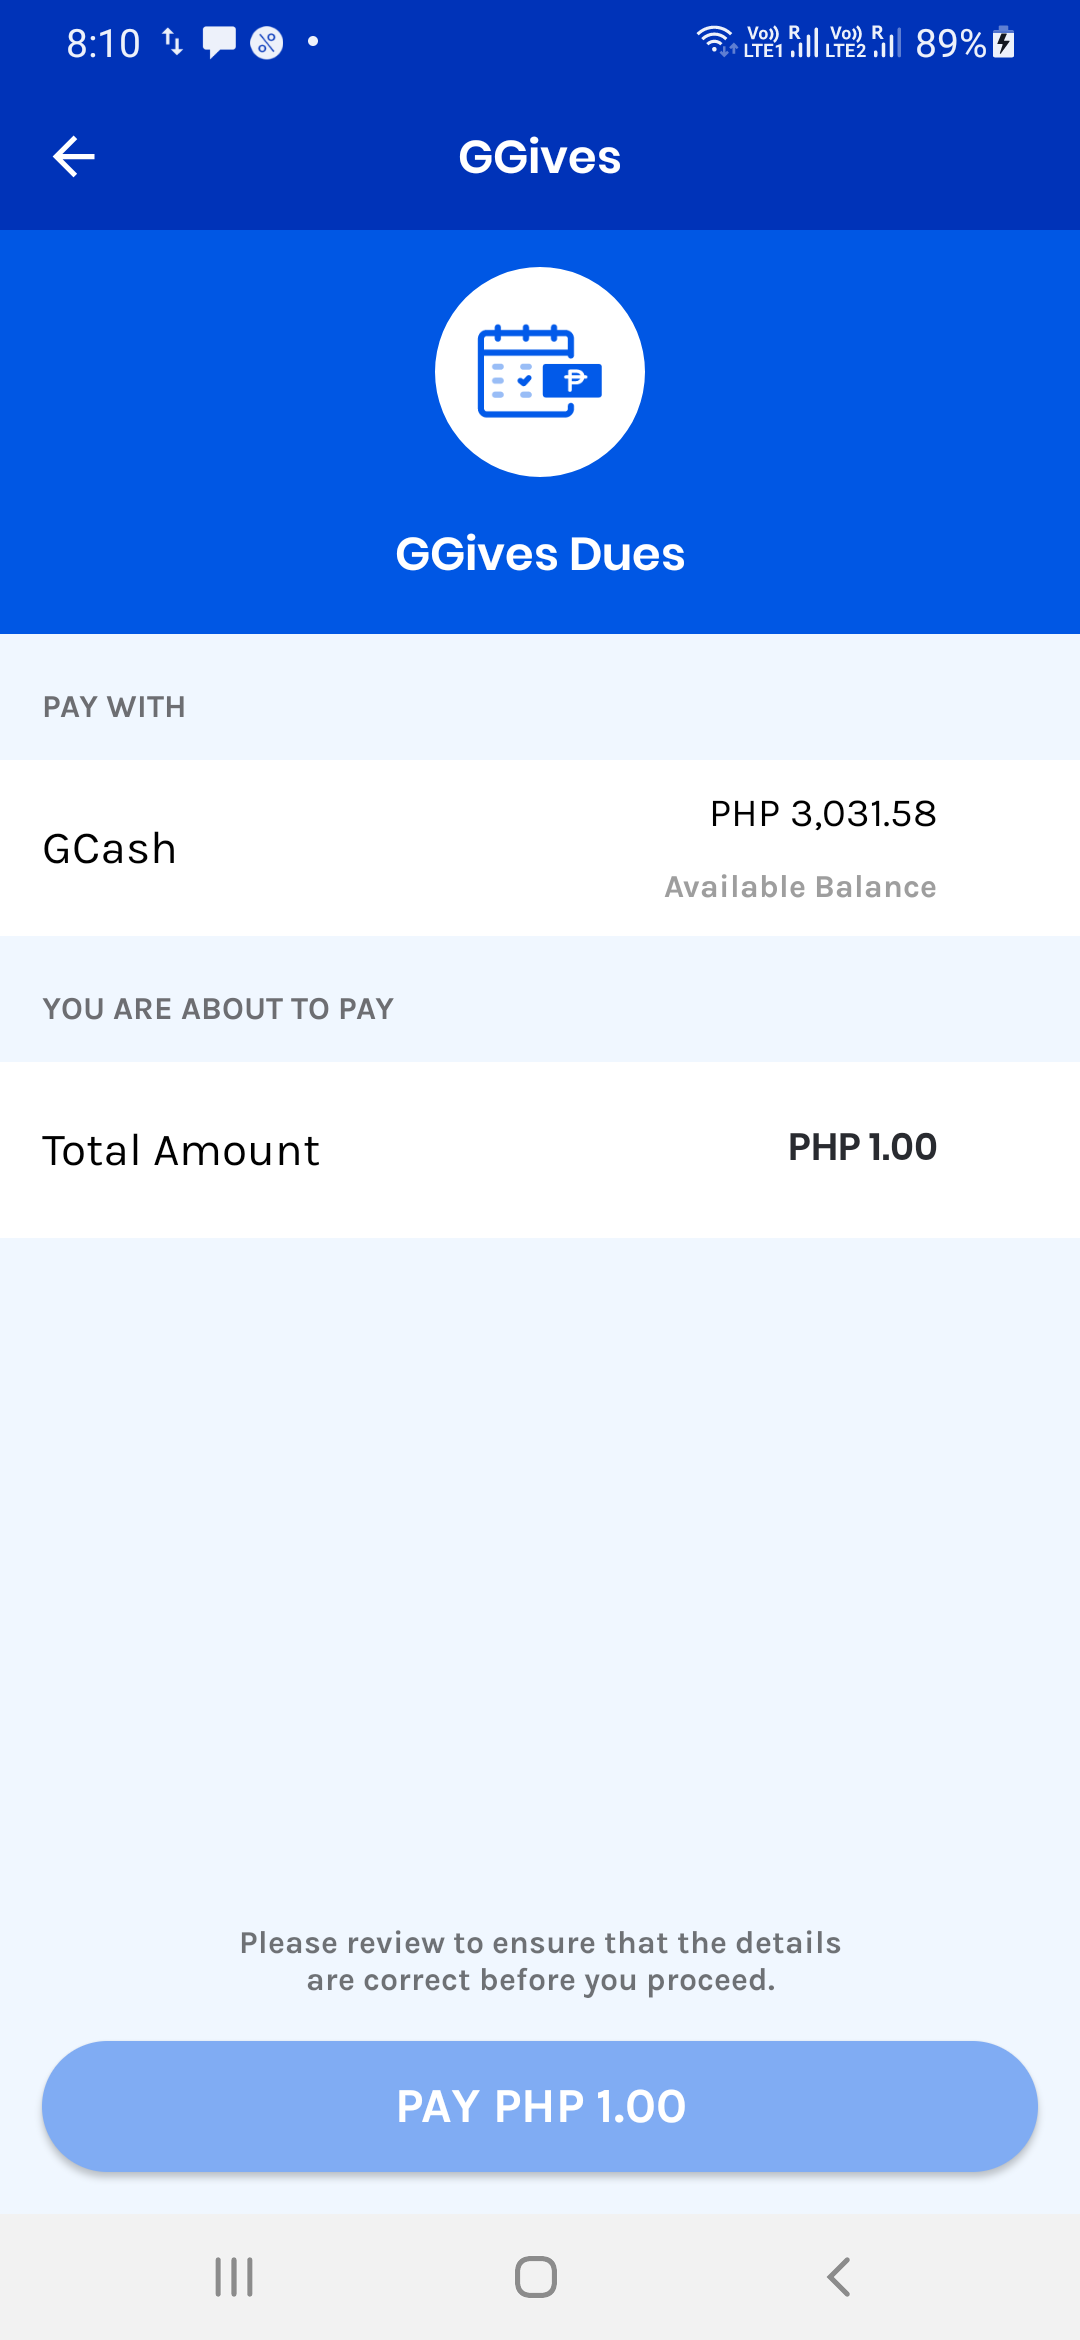 8:10
Vo)) R Vo)) R 89%
LTE1 LTE2
GGives
₱
GGives Dues
PAY WITH
GCash
PHP 3,031.58
Available Balance
YOU ARE ABOUT TO PAY
Total Amount
PHP 1.00
Please review to ensure that the details
are correct before you proceed.
PAY PHP 1.00